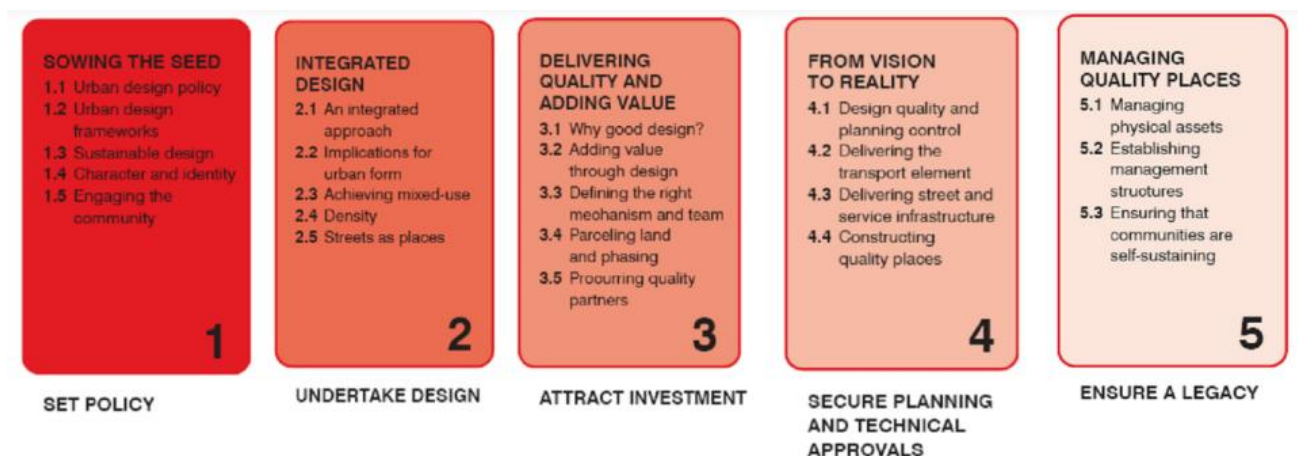 SOWING THE SEED
1.1 Urban design policy
1.2 Urban design
frameworks
1.3 Sustainable design
1.4 Character and identity
1.5 Engaging the
community
1
SET POLICY
INTEGRATED
DESIGN
2.1 An integrated
approach
2.2 Implications for
urban form
2.3 Achieving mixed-use
2.4 Density
2.5 Streets as places
2
UNDERTAKE DESIGN
DELIVERING
QUALITY AND
ADDING VALUE
3.1 Why good design?
3.2 Adding value
through design
3.3 Defining the right
mechanism and team
3.4 Parceling land
and phasing
3.5 Procurring quality
partners
3
ATTRACT INVESTMENT
FROM VISION
TO REALITY
4.1 Design quality and
planning control
4.2 Delivering the
transport element
4.3 Delivering street and
service infrastructure
4.4 Constructing
quality places
4
SECURE PLANNING
AND TECHNICAL
APPROVALS
MANAGING
QUALITY PLACES
5.1 Managing
physical assets
5.2 Establishing
management
structures
5.3 Ensuring that
communities are
self-sustaining
5
ENSURE A LEGACY